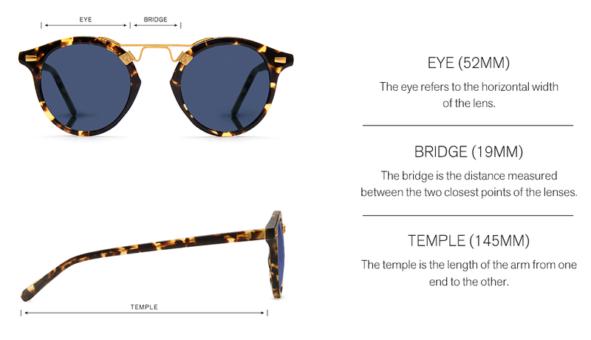 EYE
BRIDGE
TEMPLE
EYE (52MM)
The eye refers to the horizontal width
of the lens.
BRIDGE (19MM)
The bridge is the distance measured
between the two closest points of the lenses.
TEMPLE (145MM)
The temple is the length of the arm from one
end to the other.